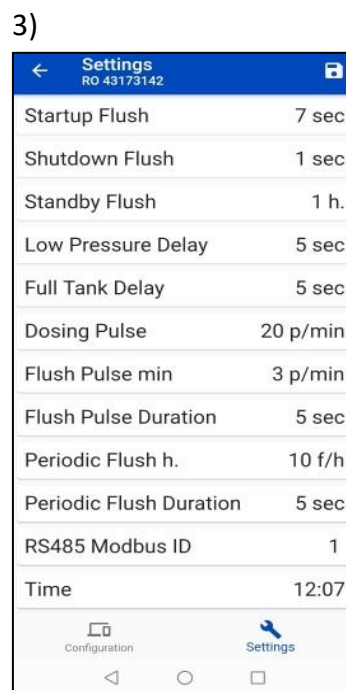 3)
Settings
RO 43173142
Startup Flush 7 sec
Shutdown Flush 1 sec
Standby Flush 1 h.
Low Pressure Delay 5 sec
Full Tank Delay 5 sec
Dosing Pulse 20 p/min
Flush Pulse min 3 p/min
Flush Pulse Duration 5 sec
Periodic Flush h. 10 f/h
Periodic Flush Duration 5 sec
RS485 Modbus ID 1
Time 12:07
Configuration Settings